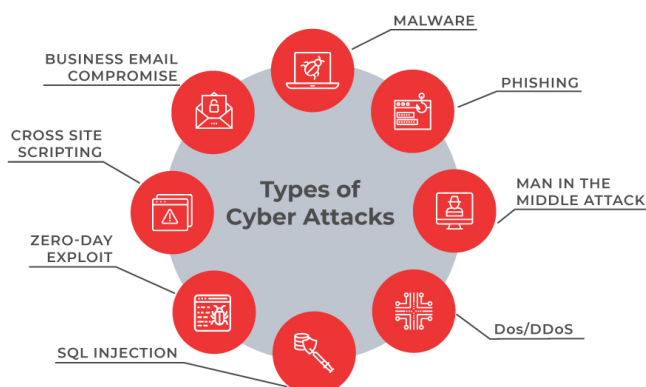 MALWARE
PHISHING
MAN IN THE
MIDDLE ATTACK
Dos/DDoS
SQL INJECTION
ZERO-DAY
EXPLOIT
CROSS SITE
SCRIPTING
BUSINESS EMAIL
COMPROMISE
Types of
Cyber Attacks